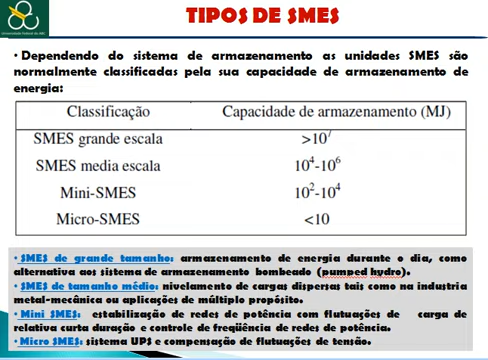 TIPOS DE SMES
Universidade Federal do ABC
• Dependendo do sistema de armazenamento as unidades SMES são
normalmente classificadas pela sua capacidade de armazenamento de
energia:
Classificação Capacidade de armazenamento (MJ)
SMES grande escala >10⁷
SMES media escala 10⁴-10⁶
Mini-SMES 10²-10⁴
Micro-SMES <10
• SMES de grande tamanho: armazenamento de energia durante o dia, como
alternativa aos sistema de armazenamento bombeado (pumped hydro).
• SMES de tamanho médio: nivelamento de cargas dispersas tais como na industria
metal-mecânica ou aplicações de múltiplo propósito.
• Mini SMES: estabilização de redes de potência com flutuações de carga de
relativa curta duração e controle de freqüência de redes de potência.
• Micro SMES: sistema UPS e compensação de flutuações de tensão.